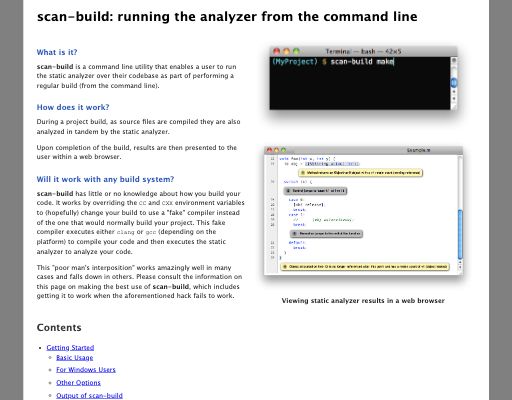 scan-build: running the analyzer from the command line
What is it?
scan-build is a command line utility that enables a user to run
the static analyzer over their codebase as part of performing a
regular build (from the command line).
How does it work?
During a project build, as source files are compiled they are also
analyzed in tandem by the static analyzer.
Upon completion of the build, results are then presented to the
user within a web browser.
Will it work with any build system?
scan-build has little or no knowledge about how you build your
code. It works by overriding the CC and CXX environment variables
to (hopefully) change your build to use a "fake" compiler instead
of the one that would normally build your project. This fake
compiler executes either clang or gcc (depending on the
platform) to compile your code and then executes the static
analyzer to analyze your code.
This "poor man's interposition" works amazingly well in many
cases and falls down in others. Please consult the information on
this page on making the best use of scan-build, which includes
getting it to work when the aforementioned hack fails to work.
Terminal — bash — 42×5
(MyProject) $ scan-build make
Example.m
Viewing static analyzer results in a web browser
Contents
Getting Started
Basic Usage
For Windows Users
Other Options
Output of scan-build